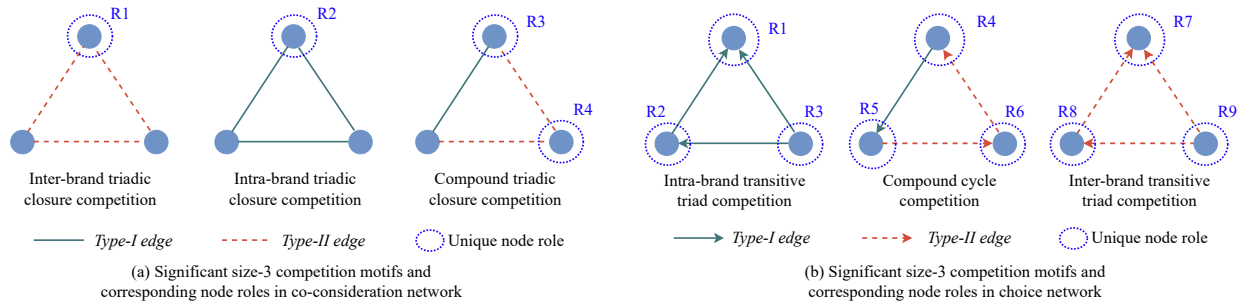 R1
R2
R3
R4
Inter-brand triadic
closure competition
Intra-brand triadic
closure competition
Compound triadic
closure competition
Type-I edge
Type-II edge
Unique node role
(a) Significant size-3 competition motifs and
corresponding node roles in co-consideration network
R1
R2
R3
R4
R5
R6
R7
R8
R9
Intra-brand transitive
triad competition
Compound cycle
competition
Inter-brand transitive
triad competition
Type-I edge
Type-II edge
Unique node role
(b) Significant size-3 competition motifs and
corresponding node roles in choice network